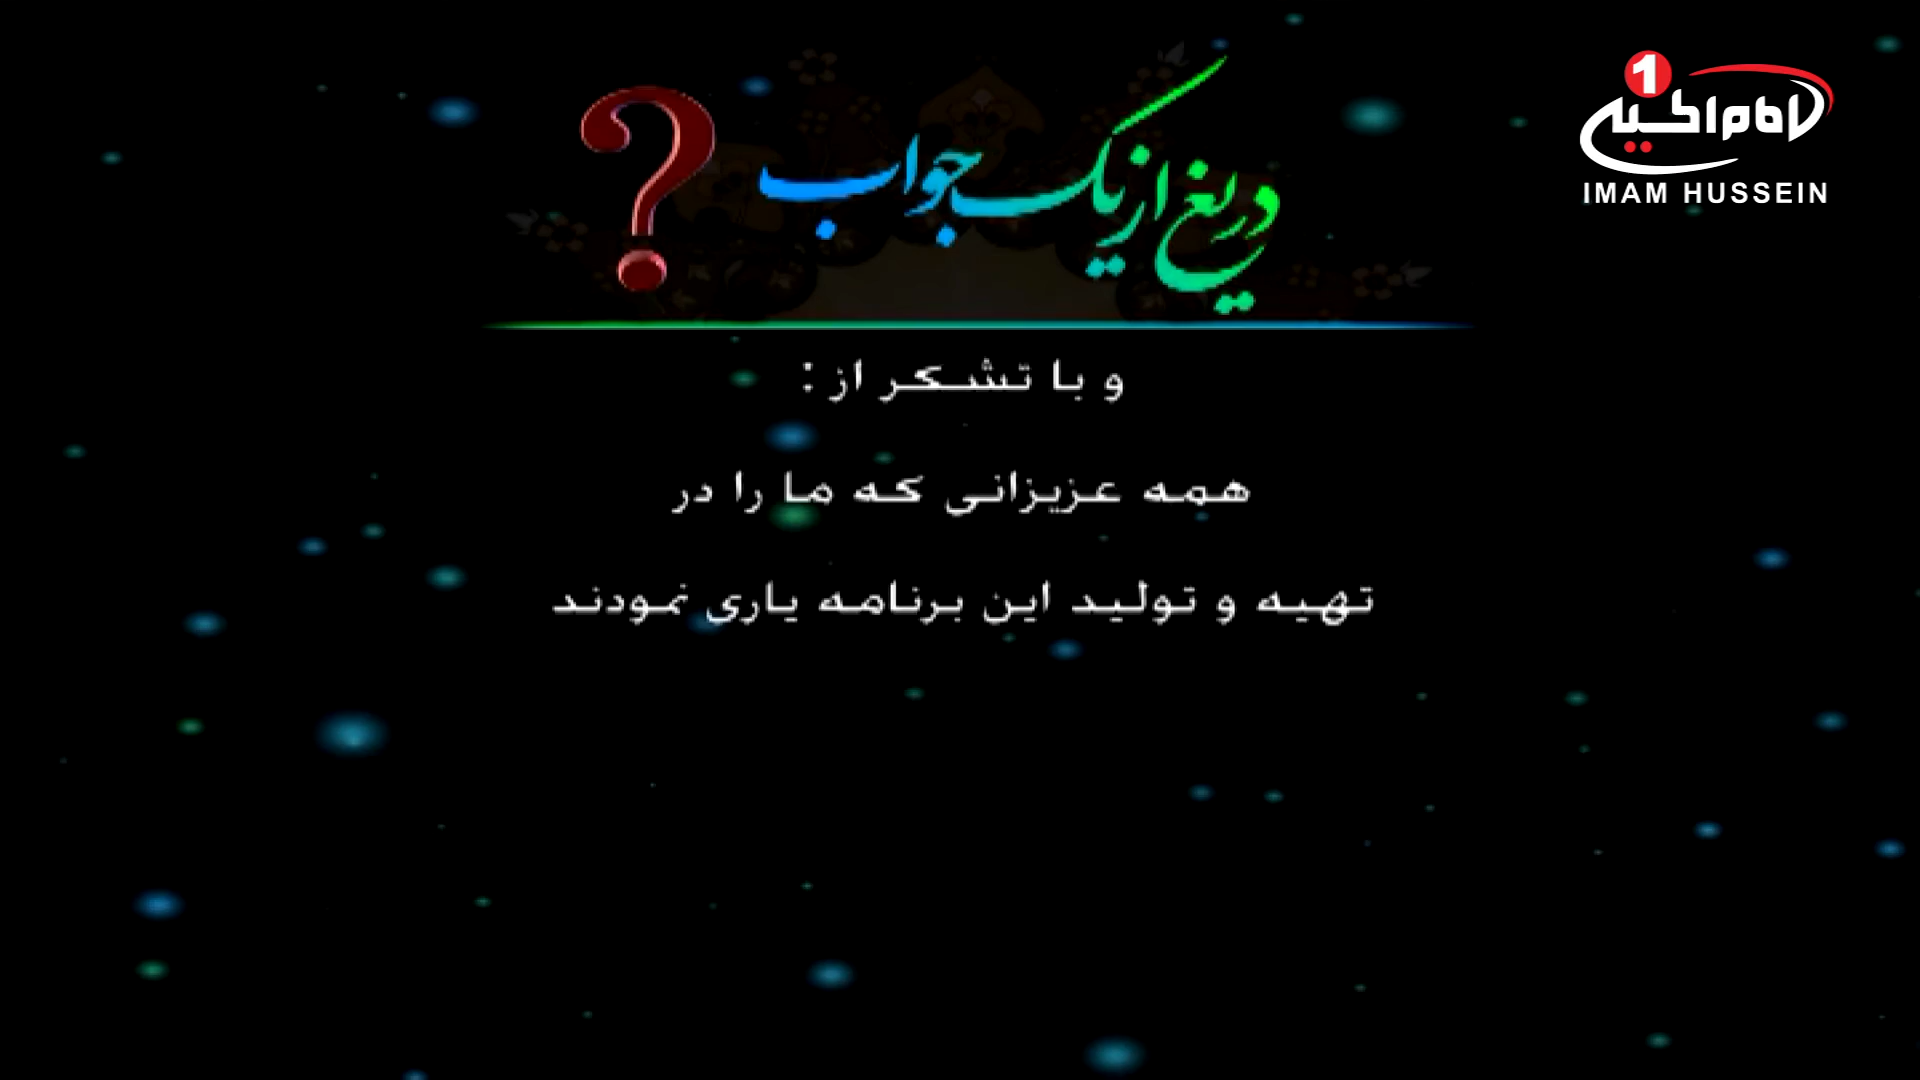 دریغ از یک جواب ؟
1
امام الحسین
IMAM HUSSEIN
و با تشکر از :
همه عزیزانی که ما را در
تهیه و تولید این برنامه یاری نمودند